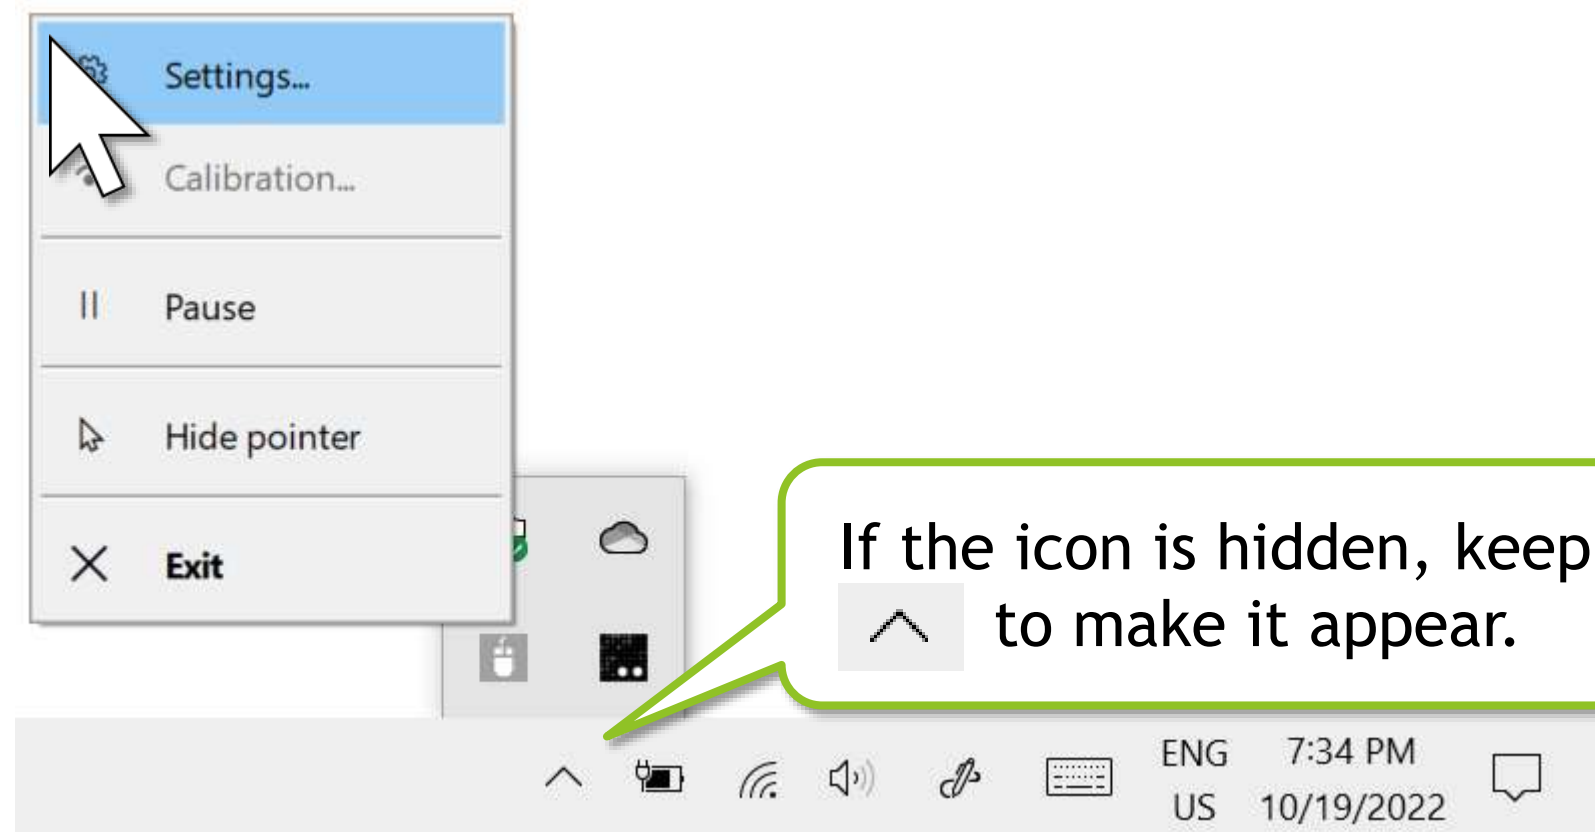 Settings...
Calibration...
Pause
Hide pointer
Exit
If the icon is hidden, keep
to make it appear.
ENG 7:34 PM
US 10/19/2022